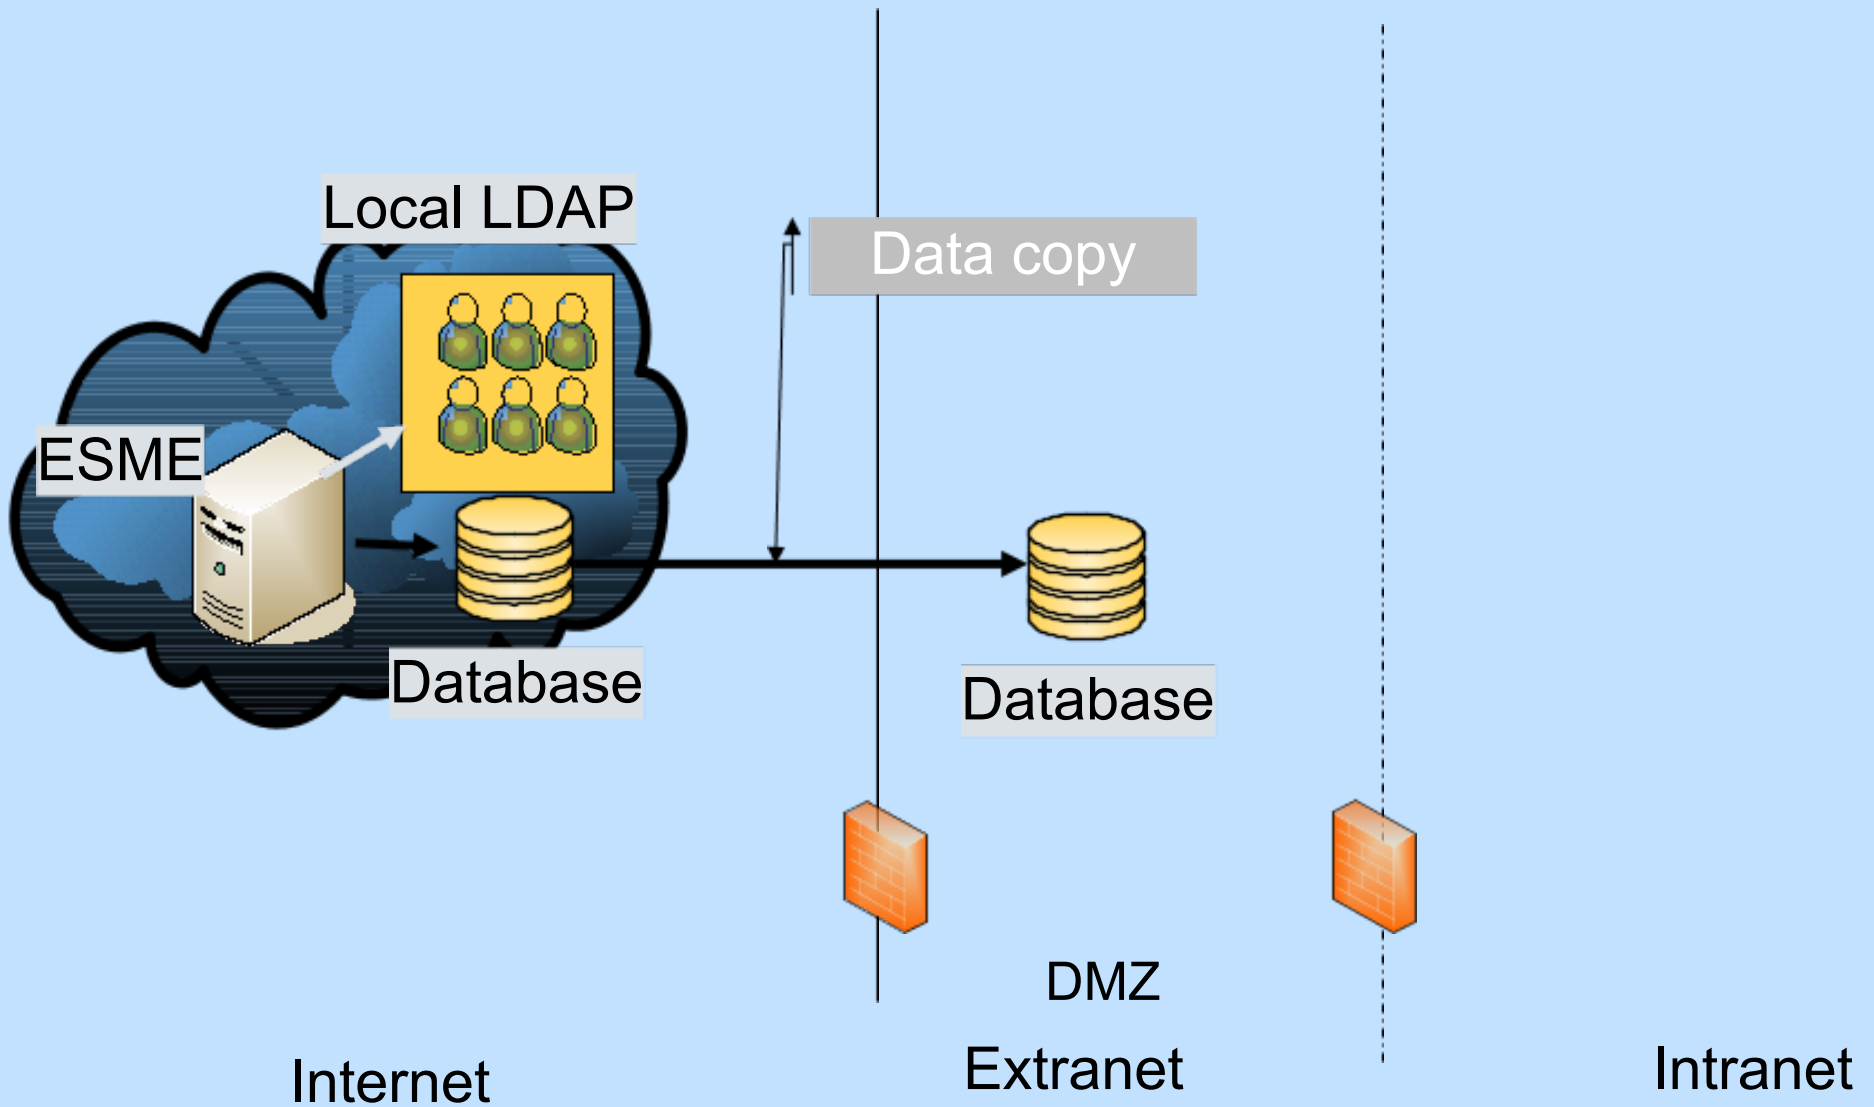 Local LDAP
Data copy
ESME
Database
Database
DMZ
Internet
Extranet
Intranet